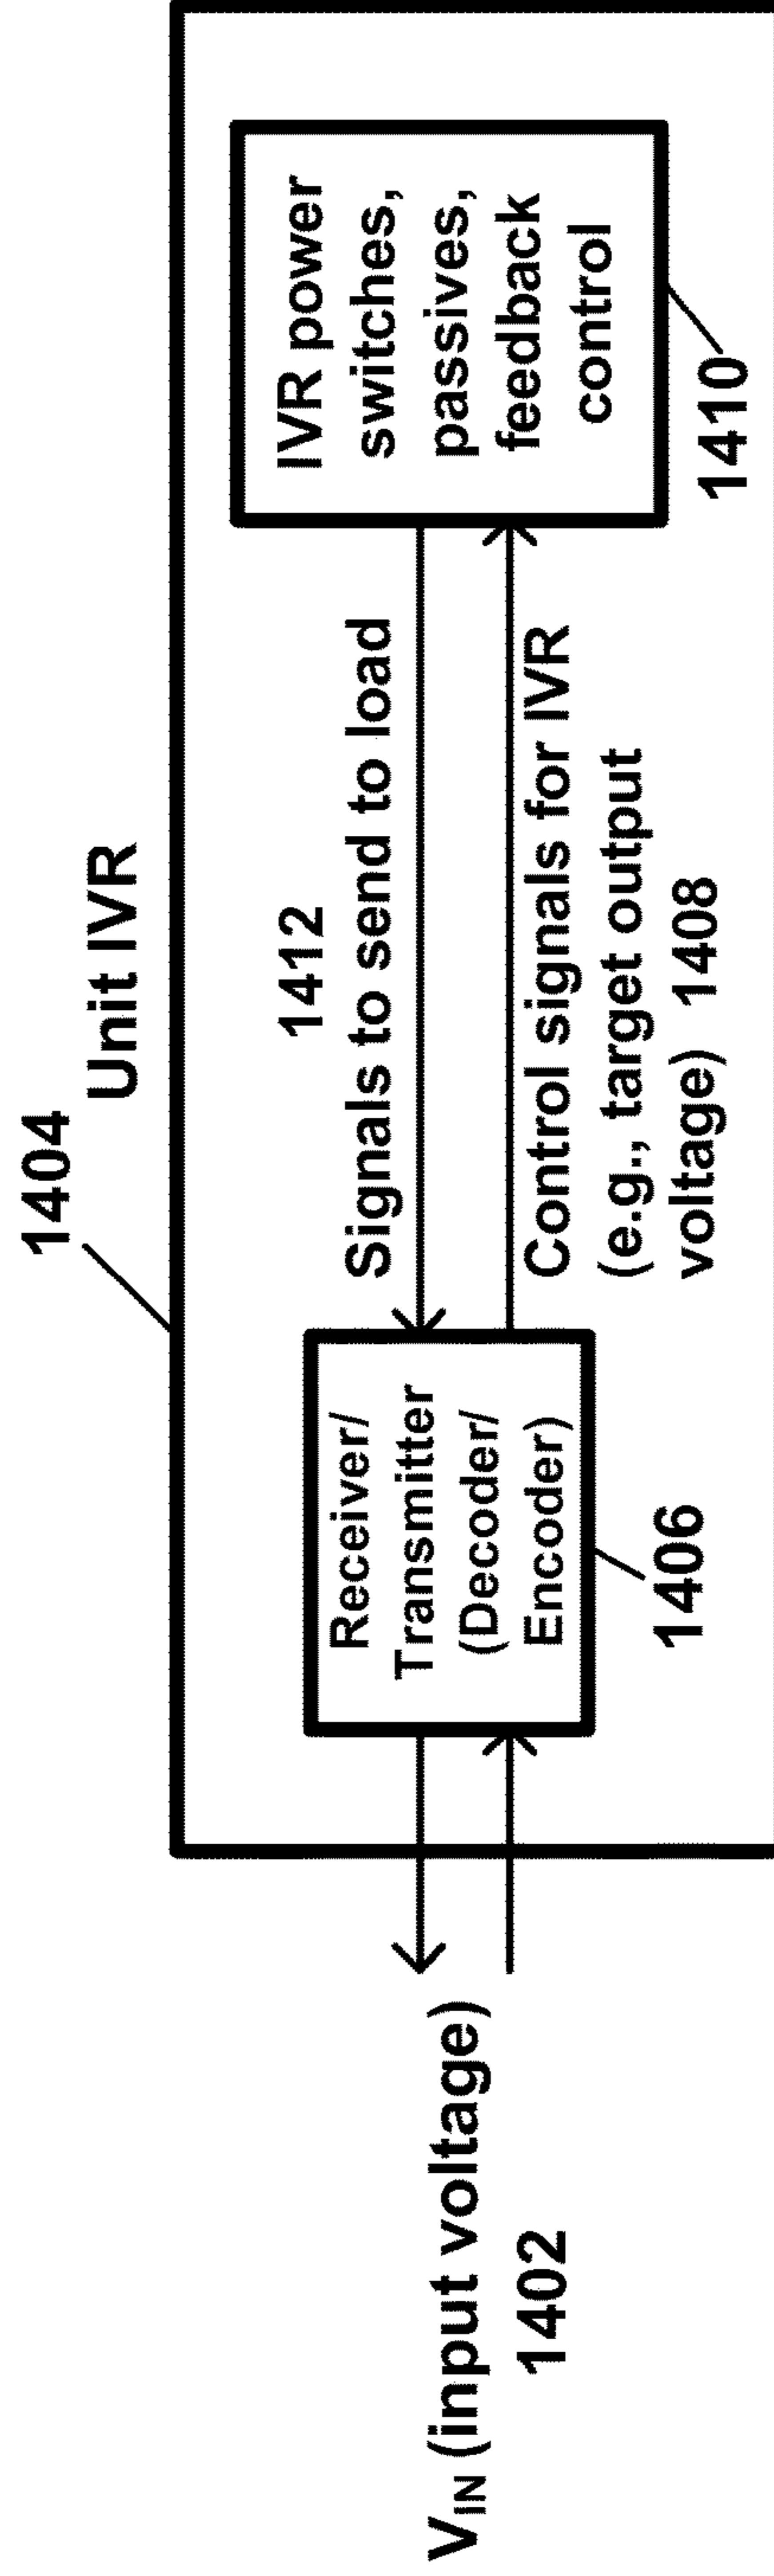 1404
Unit IVR
1412
Signals to send to load
Receiver/
Transmitter
(Decoder/
Encoder)
1406
Control signals for IVR
(e.g., target output
voltage) 1408
IVR power
switches,
passives,
feedback
control
1410
VIN (input voltage)
1402